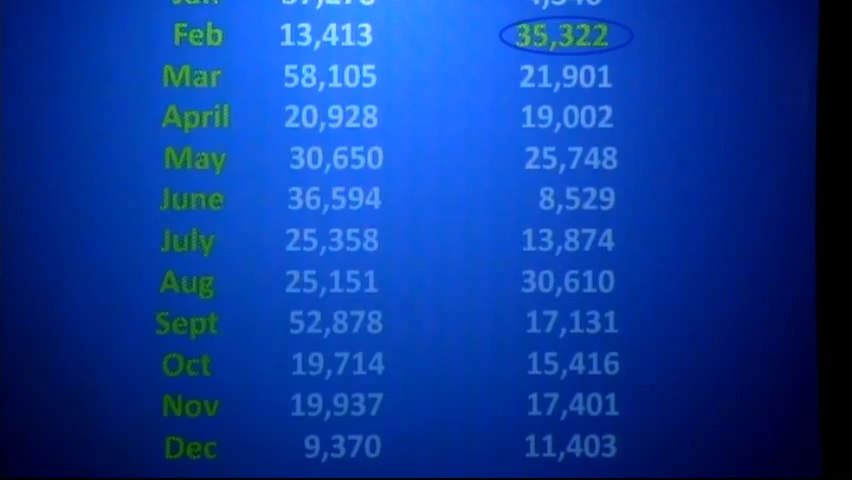 Feb 13,413 35,322
Mar 58,105 21,901
April 20,928 19,002
May 30,650 25,748
June 36,594 8,529
July 25,358 13,874
Aug 25,151 30,610
Sept 52,878 17,131
Oct 19,714 15,416
Nov 19,937 17,401
Dec 9,370 11,403